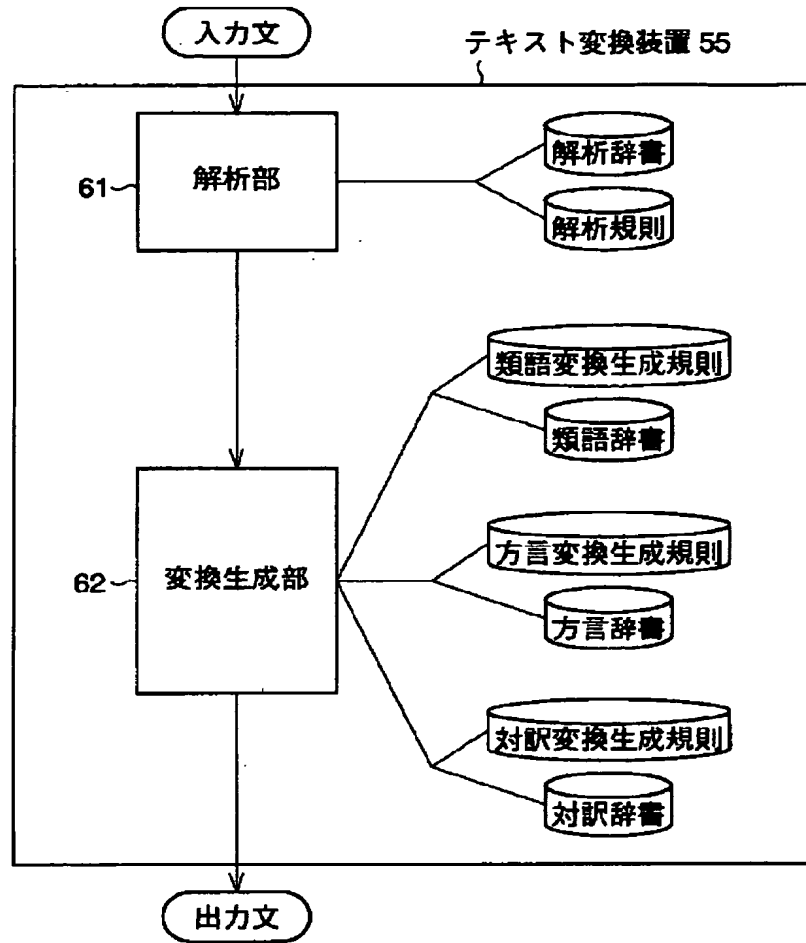 入力文
テキスト変換装置 55
解析部
61
解析辞書
解析規則
類語変換生成規則
類語辞書
変換生成部
62
方言変換生成規則
方言辞書
対訳変換生成規則
対訳辞書
出力文